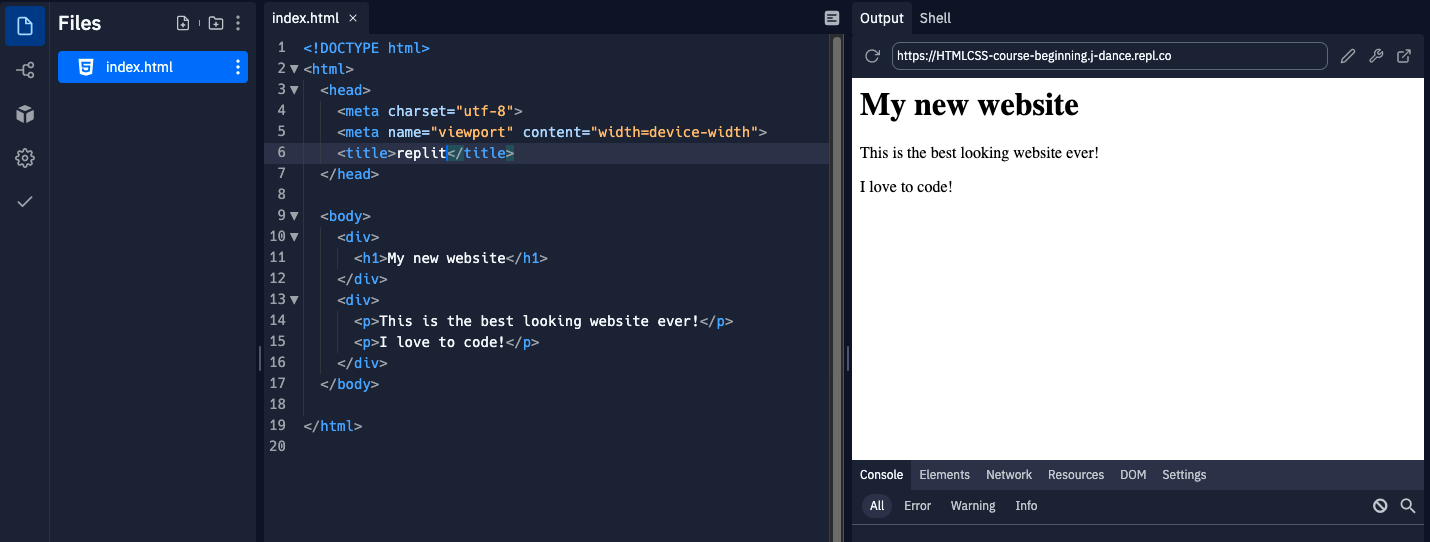 Files
index.html
index.html ×
1 <!DOCTYPE html>
2 <html>
3 <head>
4 <meta charset="utf-8">
5 <meta name="viewport" content="width=device-width">
6 <title>replit</title>
7 </head>
8
9 <body>
10 <div>
11 <h1>My new website</h1>
12 </div>
13 <div>
14 <p>This is the best looking website ever!</p>
15 <p>I love to code!</p>
16 </div>
17 </body>
18
19 </html>
20
Output Shell
https://HTMLCSS-course-beginning.j-dance.repl.co
My new website
This is the best looking website ever!
I love to code!
Console Elements Network Resources DOM Settings
All Error Warning Info